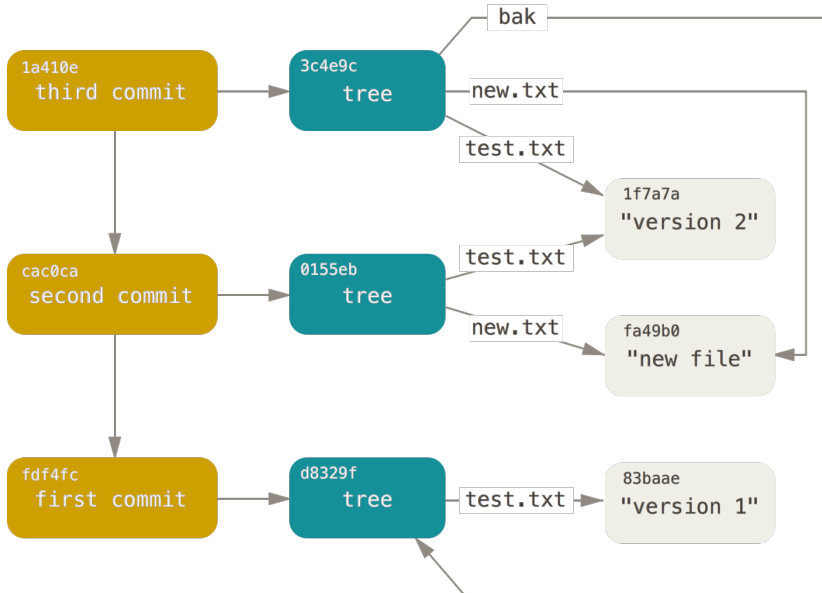 bak
1a410e
third commit
3c4e9c
tree
new.txt
test.txt
1f7a7a
"version 2"
cac0ca
second commit
0155eb
tree
test.txt
new.txt
fa49b0
"new file"
fdf4fc
first commit
d8329f
tree
test.txt
83baae
"version 1"